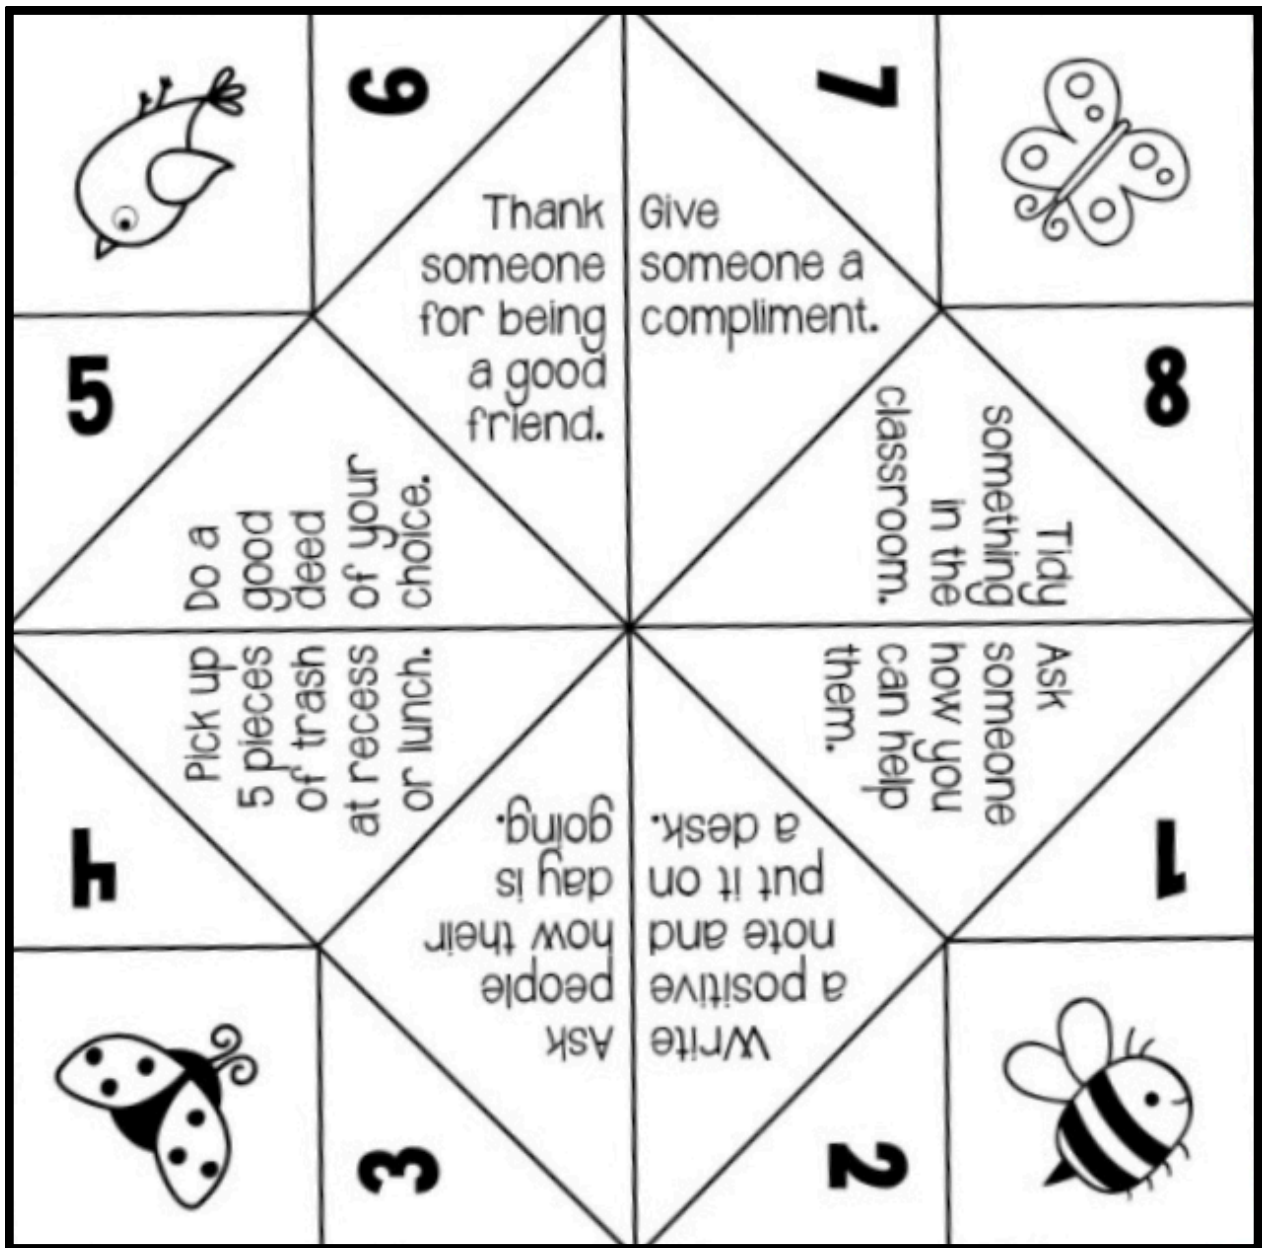 6
7
Thank
someone
for being
a good
friend.
Give
someone a
compliment.
5
8
Do a
good
deed
of your
choice.
Tidy
something
in the
classroom.
Pick up
5 pieces
of trash
at recess
or lunch.
Ask
someone
how you
can help
them.
4
1
Ask
people
how their
day is
going.
Write
a positive
note and
put it on
a desk.
3
2